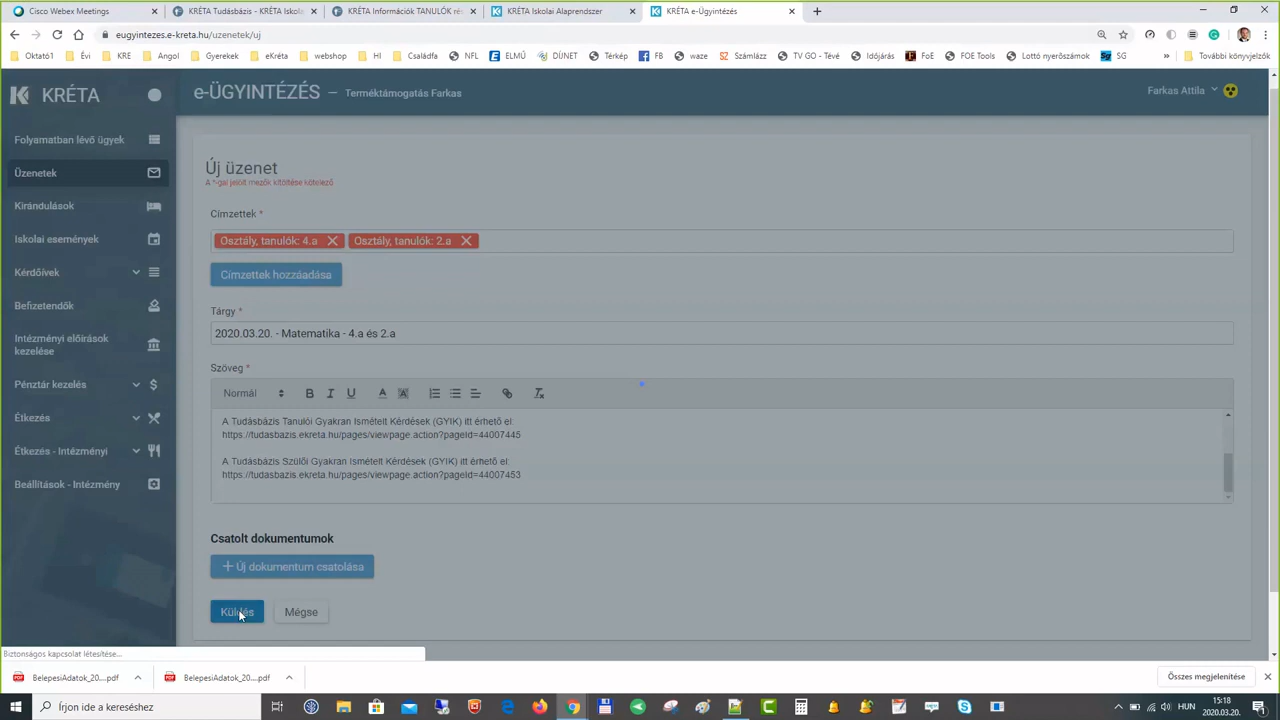 Cisco Webex Meetings
KRÉTA Tudásbázis - KRÉTA Iskola
KRÉTA Információk TANULÓK rés
KRÉTA Iskolai Alaprendszer
KRÉTA e-Ügyintézés
eugyintezes.e-kreta.hu/uzenetek/uj
Oktató1
Évi
KRE
Angol
Gyerekek
eKréta
webshop
HI
Családfa
NFL
ELMŰ
DÜNET
Térkép
FB
waze
Számlázz
TV GO - Tévé
Időjárás
FoE
FOE Tools
Lottó nyerőszámok
SG
»
További könyvjelzők
KRÉTA
e-ÜGYINTÉZÉS — Terméktámogatás Farkas
Farkas Attila
Folyamatban lévő ügyek
Üzenetek
Kirándulások
Iskolai események
Kérdőívek
Befizetendők
Intézményi előírások
kezelése
Pénztár kezelés
Étkezés
Étkezés - Intézményi
Beállítások - Intézmény
Új üzenet
A *-gal jelölt mezők kitöltése kötelező
Címzettek *
Osztály, tanulók: 4.a
Osztály, tanulók: 2.a
Címzettek hozzáadása
Tárgy *
2020.03.20. - Matematika - 4.a és 2.a
Szöveg *
Normál
A Tudásbázis Tanulói Gyakran Ismételt Kérdések (GYIK) itt érhető el:
https://tudasbazis.ekreta.hu/pages/viewpage.action?pageId=44007445
A Tudásbázis Szülői Gyakran Ismételt Kérdések (GYIK) itt érhető el:
https://tudasbazis.ekreta.hu/pages/viewpage.action?pageId=44007453
Csatolt dokumentumok
+ Új dokumentum csatolása
Küldés
Mégse
Biztonságos kapcsolat létesítése...
BelepesiAdatok_20....pdf
BelepesiAdatok_20....pdf
Összes megjelenítése
Írjon ide a kereséshez
HUN
15:18
2020.03.20.